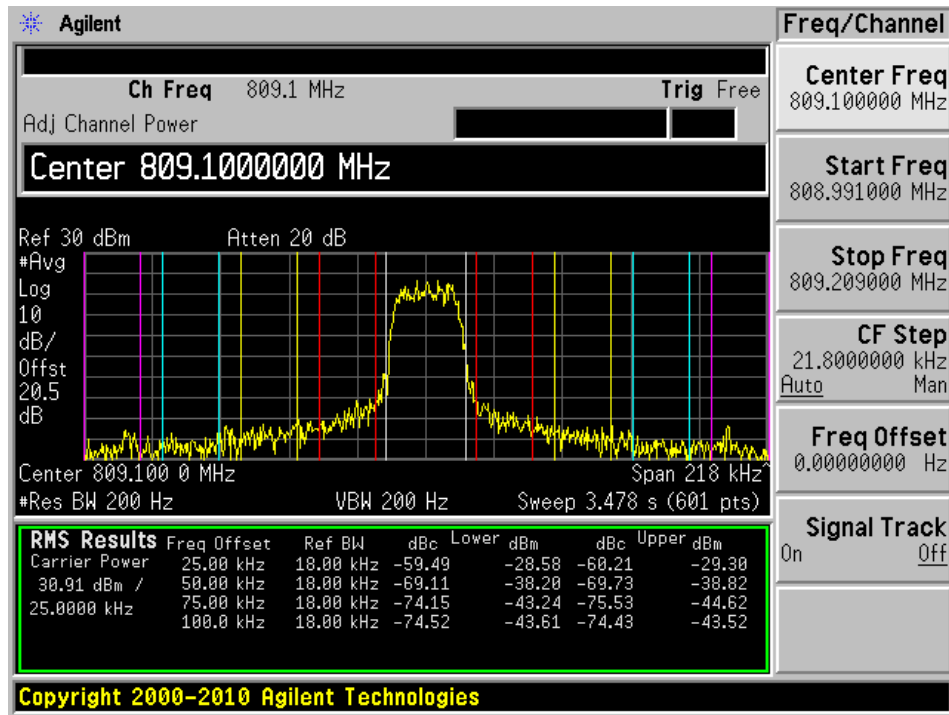 Agilent
Freq/Channel
Ch Freq 809.1 MHz Trig Free
Adj Channel Power
Center 809.1000000 MHz
Ref 30 dBm Atten 20 dB
#Avg
Log
10
dB/
Offst
20.5
dB
Center 809.100 0 MHz Span 218 kHz^
#Res BW 200 Hz VBW 200 Hz Sweep 3.478 s (601 pts)
RMS Results Freq Offset Ref BW dBc Lower dBm dBc Upper dBm
Carrier Power 25.00 kHz 18.00 kHz -59.49 -28.58 -60.21 -29.30
30.91 dBm / 50.00 kHz 18.00 kHz -69.11 -38.20 -69.73 -38.82
25.0000 kHz 75.00 kHz 18.00 kHz -74.15 -43.24 -75.53 -44.62
100.0 kHz 18.00 kHz -74.52 -43.61 -74.43 -43.52
Center Freq
809.100000 MHz
Start Freq
808.991000 MHz
Stop Freq
809.209000 MHz
CF Step
21.8000000 kHz
Auto Man
Freq Offset
0.00000000 Hz
Signal Track
On Off
Copyright 2000-2010 Agilent Technologies